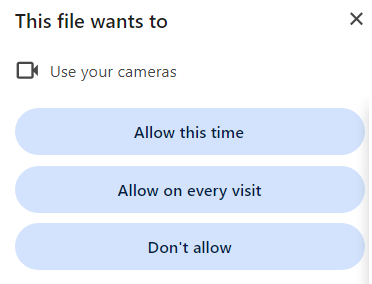 This file wants to
Use your cameras
Allow this time
Allow on every visit
Don't allow